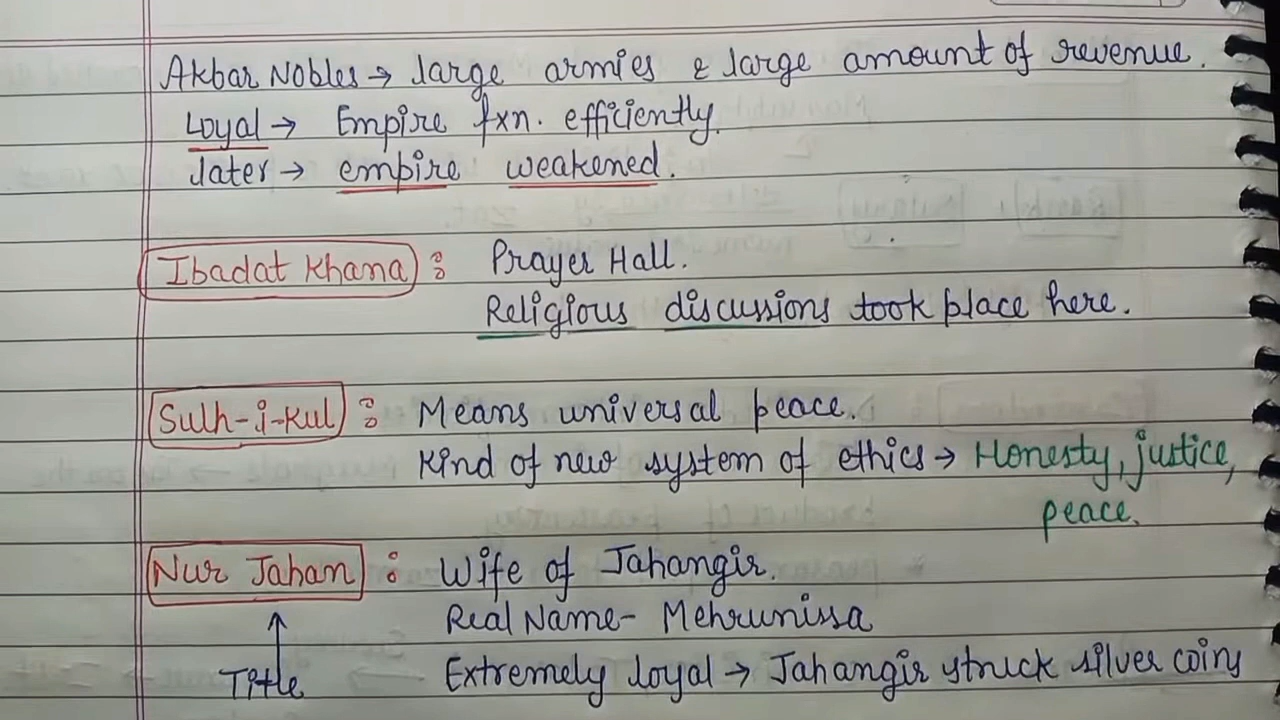 Akbar Nobles → large armies & large amount of revenue.
Loyal → Empire fxn. efficiently.
later → empire weakened.
Ibadat Khana : Prayer Hall.
Religious discussions took place here.
Sulh-i-Kul : Means universal peace.
Kind of new system of ethics → Honesty, justice,
peace.
Nur Jahan : Wife of Jahangir.
Real Name- Mehrunissa
Title Extremely loyal → Jahangir struck silver coins